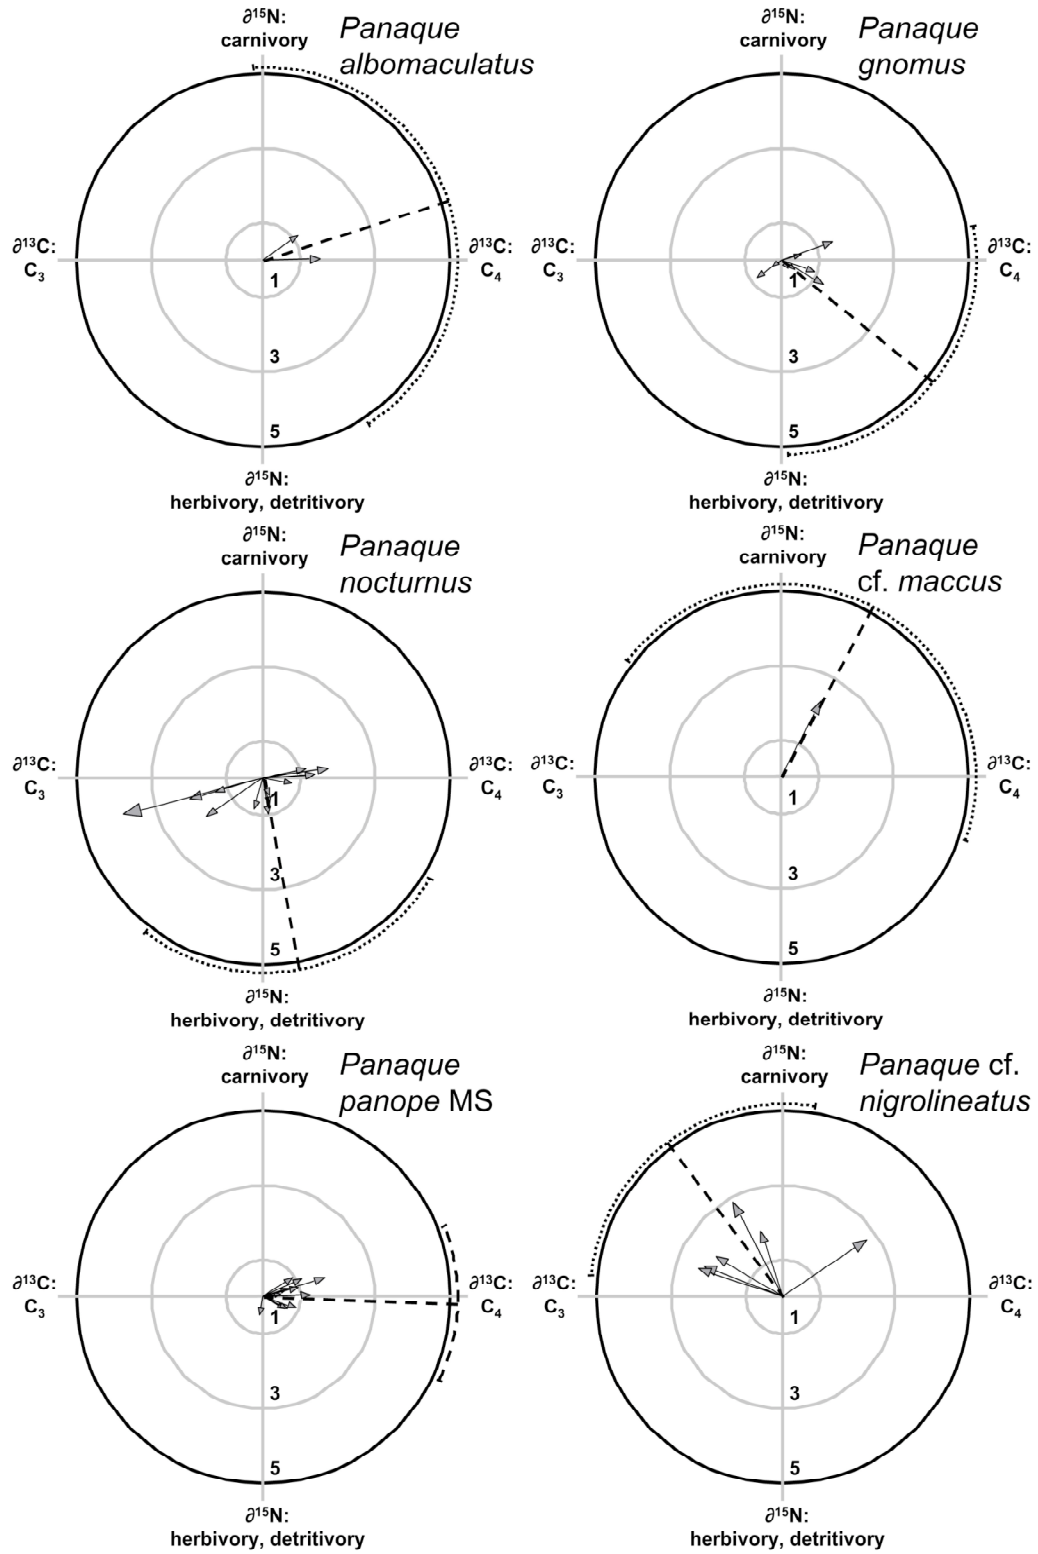 ∂¹⁵N:
carnivory
Panaque
albomaculatus
∂¹³C:
C₃
∂¹³C:
C₄
1
3
5
∂¹⁵N:
herbivory, detritivory
∂¹⁵N:
carnivory
Panaque
gnomus
∂¹³C:
C₃
∂¹³C:
C₄
1
3
5
∂¹⁵N:
herbivory, detritivory
∂¹⁵N:
carnivory
Panaque
nocturnus
∂¹³C:
C₃
∂¹³C:
C₄
1
3
5
∂¹⁵N:
herbivory, detritivory
∂¹⁵N:
carnivory
Panaque
cf. maccus
∂¹³C:
C₃
∂¹³C:
C₄
1
3
5
∂¹⁵N:
herbivory, detritivory
∂¹⁵N:
carnivory
Panaque
panope MS
∂¹³C:
C₃
∂¹³C:
C₄
1
3
5
∂¹⁵N:
herbivory, detritivory
∂¹⁵N:
carnivory
Panaque cf.
nigrolineatus
∂¹³C:
C₃
∂¹³C:
C₄
1
3
5
∂¹⁵N:
herbivory, detritivory